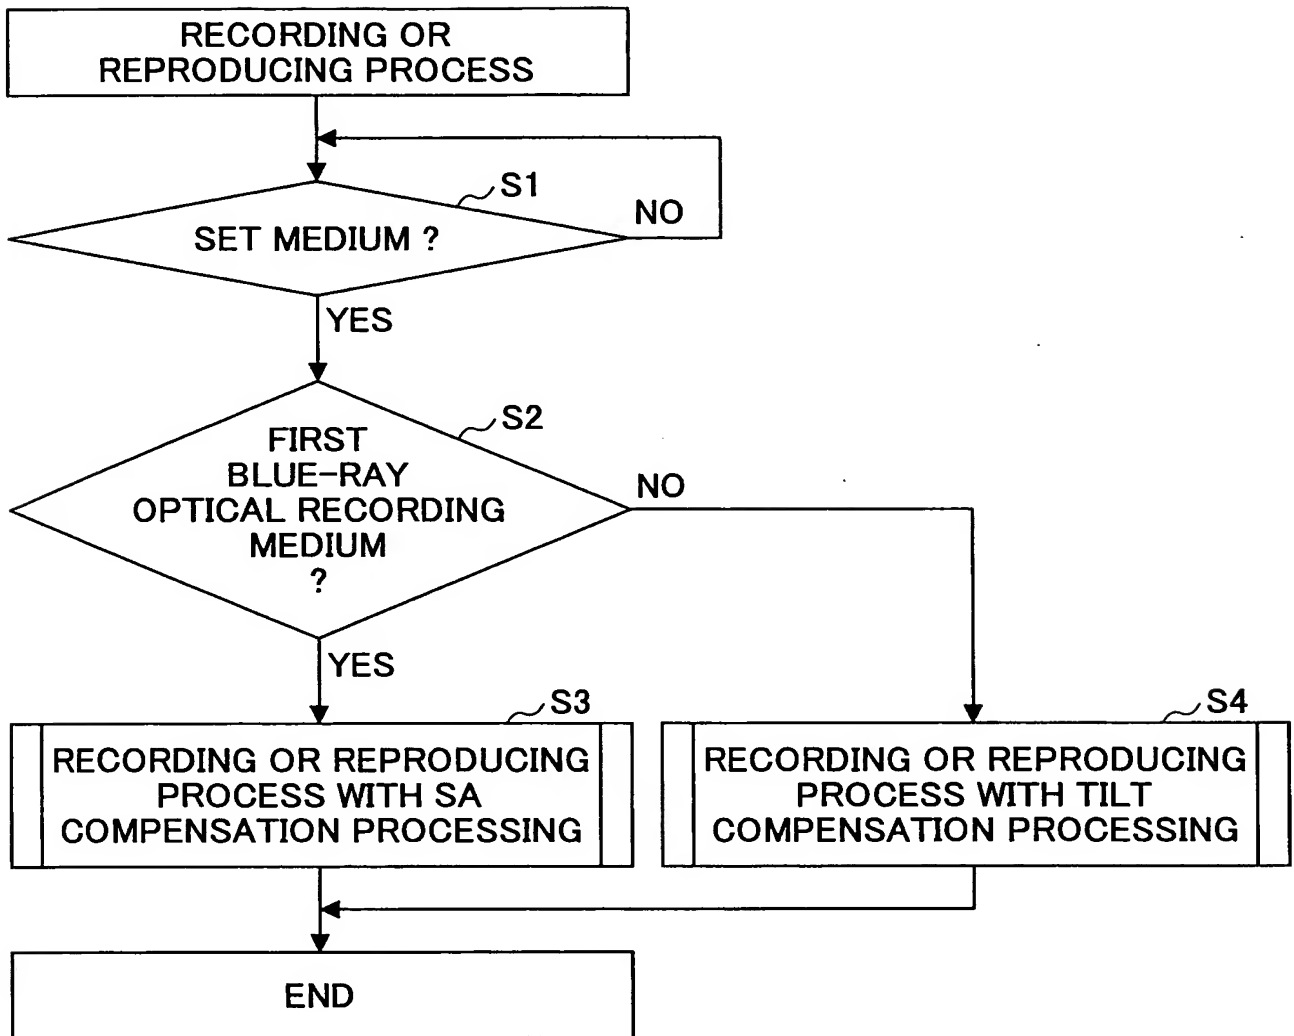 RECORDING OR
REPRODUCING PROCESS
S1
SET MEDIUM ?
NO
YES
S2
FIRST
BLUE-RAY
OPTICAL RECORDING
MEDIUM
?
NO
YES
S3
RECORDING OR REPRODUCING
PROCESS WITH SA
COMPENSATION PROCESSING
S4
RECORDING OR REPRODUCING
PROCESS WITH TILT
COMPENSATION PROCESSING
END